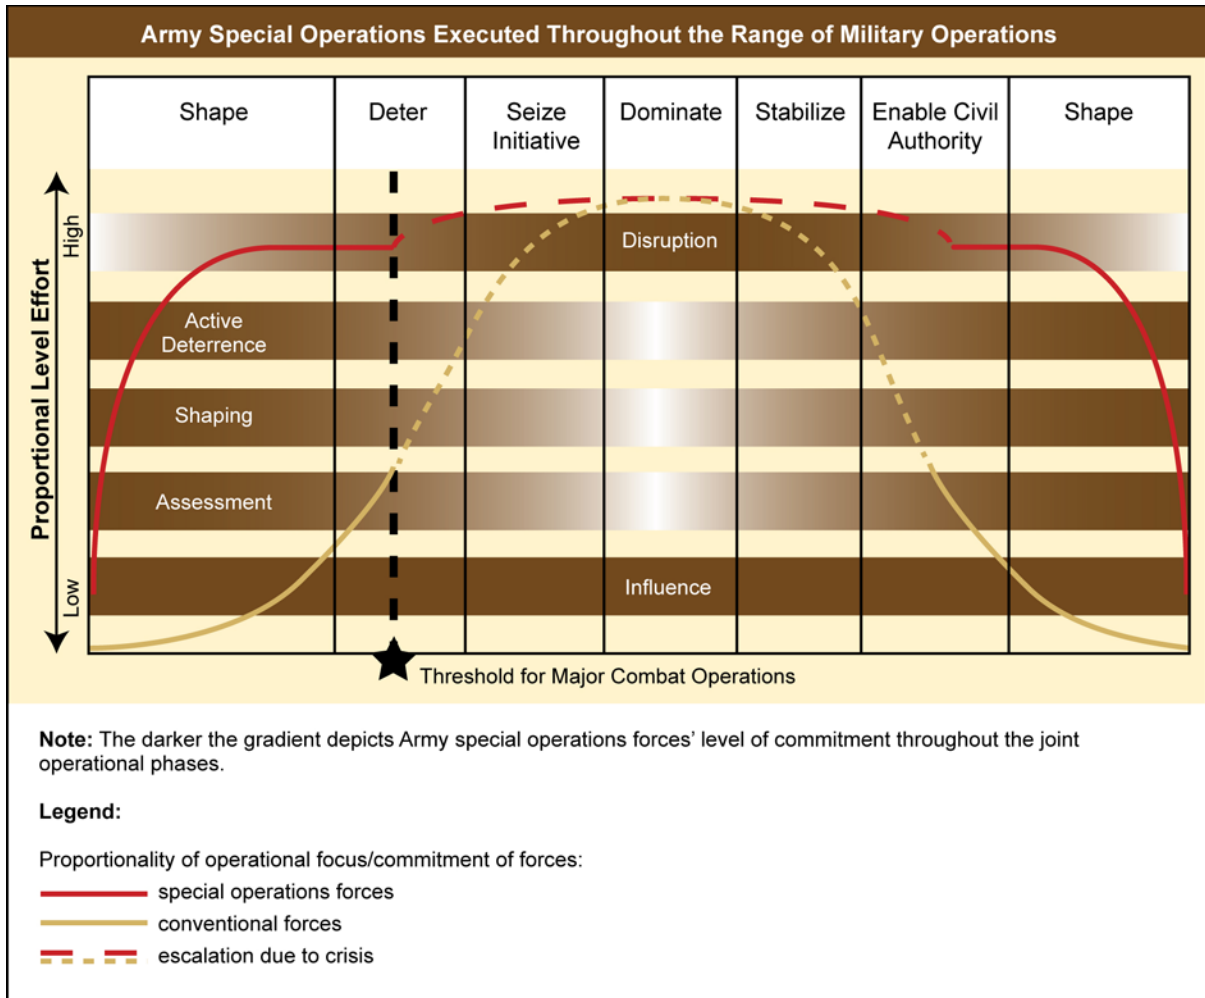 Army Special Operations Executed Throughout the Range of Military Operations
Shape
Deter
Seize
Initiative
Dominate
Stabilize
Enable Civil
Authority
Shape
Proportional Level Effort
High
Low
Disruption
Active
Deterrence
Shaping
Assessment
Influence
Threshold for Major Combat Operations
Note: The darker the gradient depicts Army special operations forces’ level of commitment throughout the joint
operational phases.
Legend:
Proportionality of operational focus/commitment of forces:
special operations forces
conventional forces
escalation due to crisis